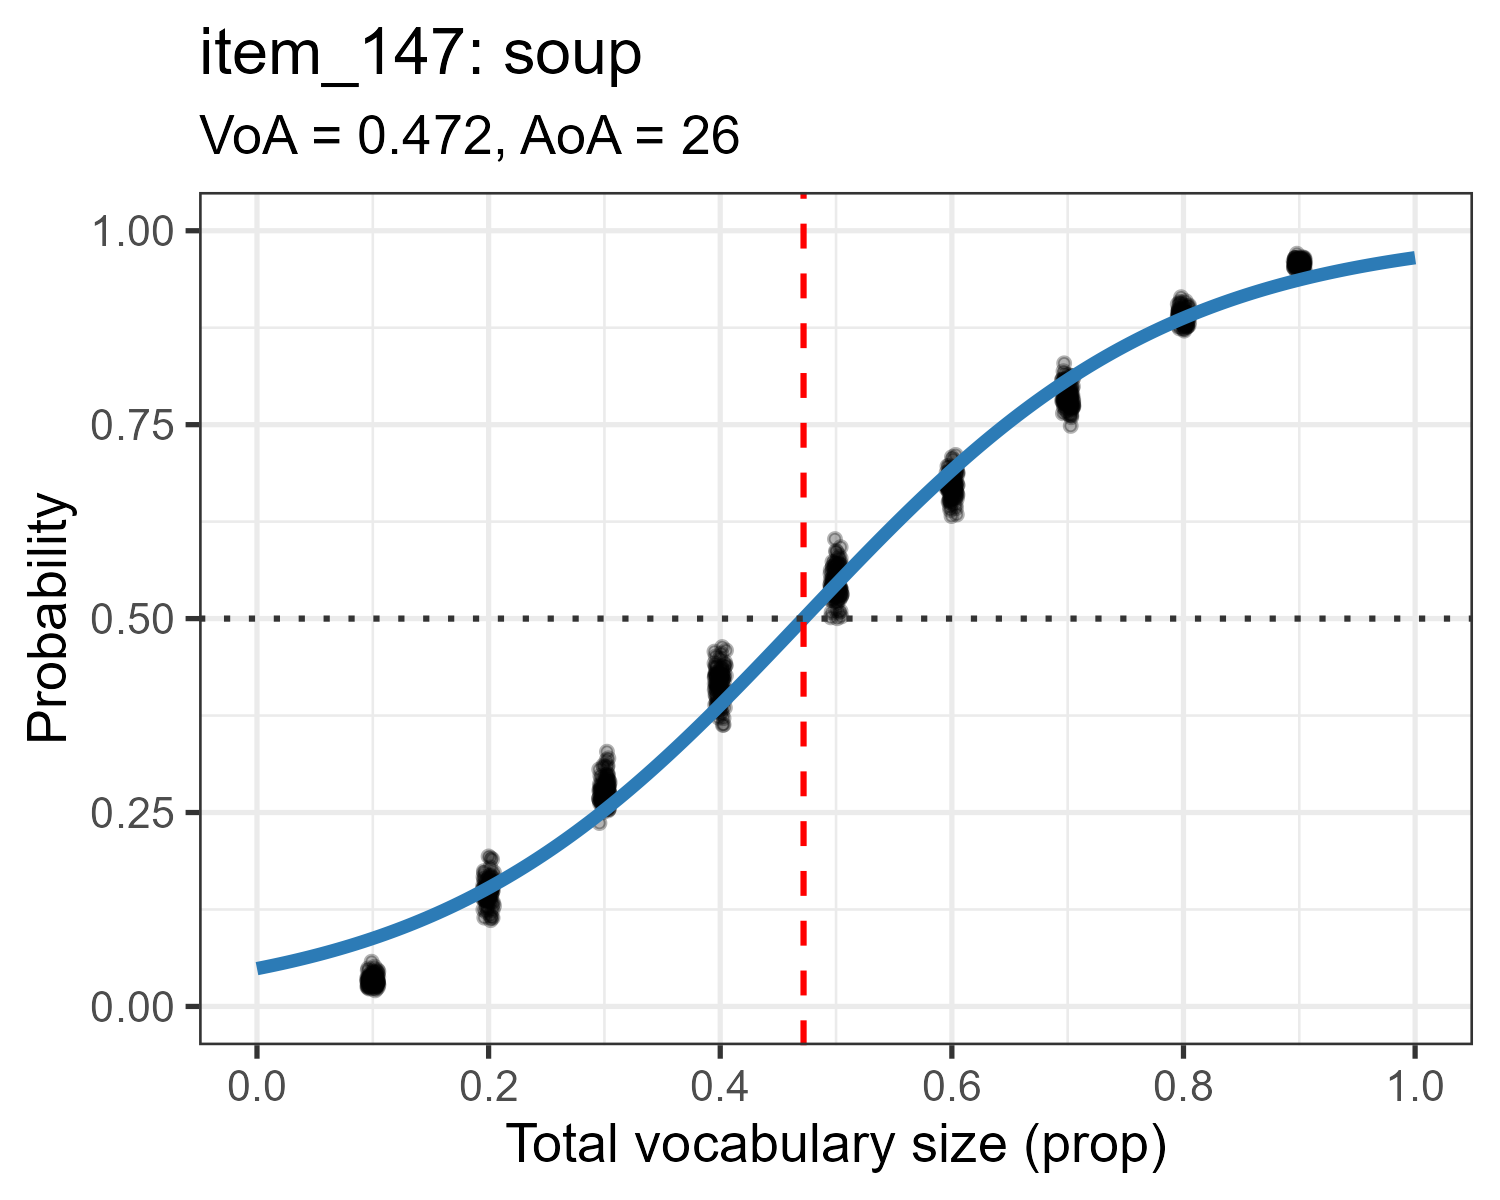 item_147: soup
VoA = 0.472, AoA = 26
1.00
0.75
0.50
0.25
0.00
Probability
0.0 0.2 0.4 0.6 0.8 1.0
Total vocabulary size (prop)